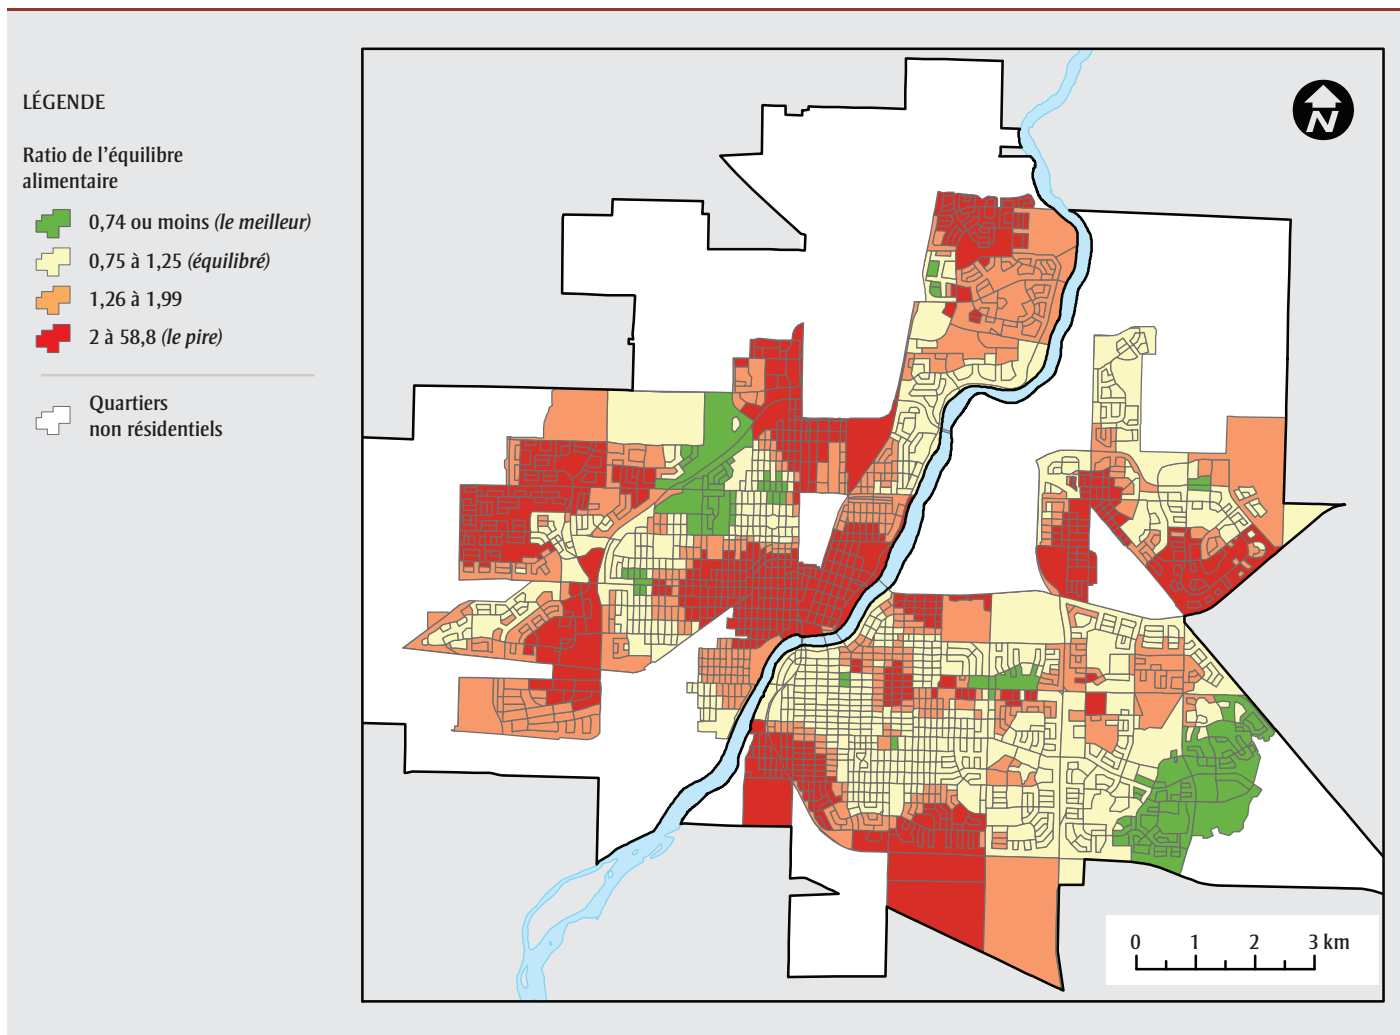 LÉGENDE
Ratio de l’équilibre
alimentaire
0,74 ou moins (le meilleur)
0,75 à 1,25 (équilibré)
1,26 à 1,99
2 à 58,8 (le pire)
Quartiers
non résidentiels
N
0 1 2 3 km